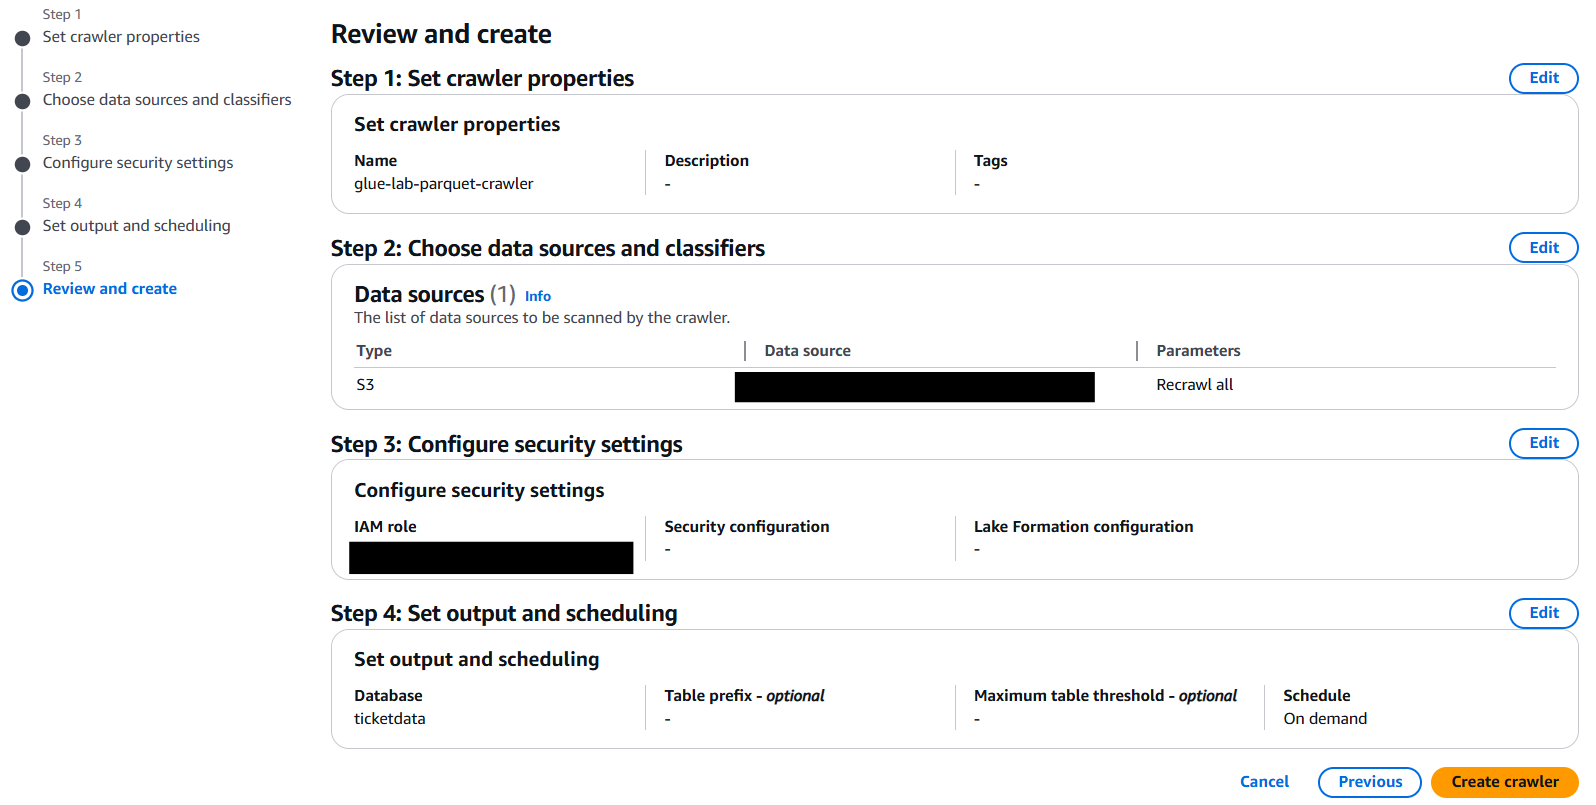 Step 1
Set crawler properties
Step 2
Choose data sources and classifiers
Step 3
Configure security settings
Step 4
Set output and scheduling
Step 5
Review and create
Review and create
Step 1: Set crawler properties
Edit
Set crawler properties
Name
Description
Tags
glue-lab-parquet-crawler
-
-
Step 2: Choose data sources and classifiers
Edit
Data sources (1) Info
The list of data sources to be scanned by the crawler.
Type
Data source
Parameters
S3
Recrawl all
Step 3: Configure security settings
Edit
Configure security settings
IAM role
Security configuration
Lake Formation configuration
-
-
Step 4: Set output and scheduling
Edit
Set output and scheduling
Database
Table prefix - optional
Maximum table threshold - optional
Schedule
ticketdata
-
-
On demand
Cancel
Previous
Create crawler